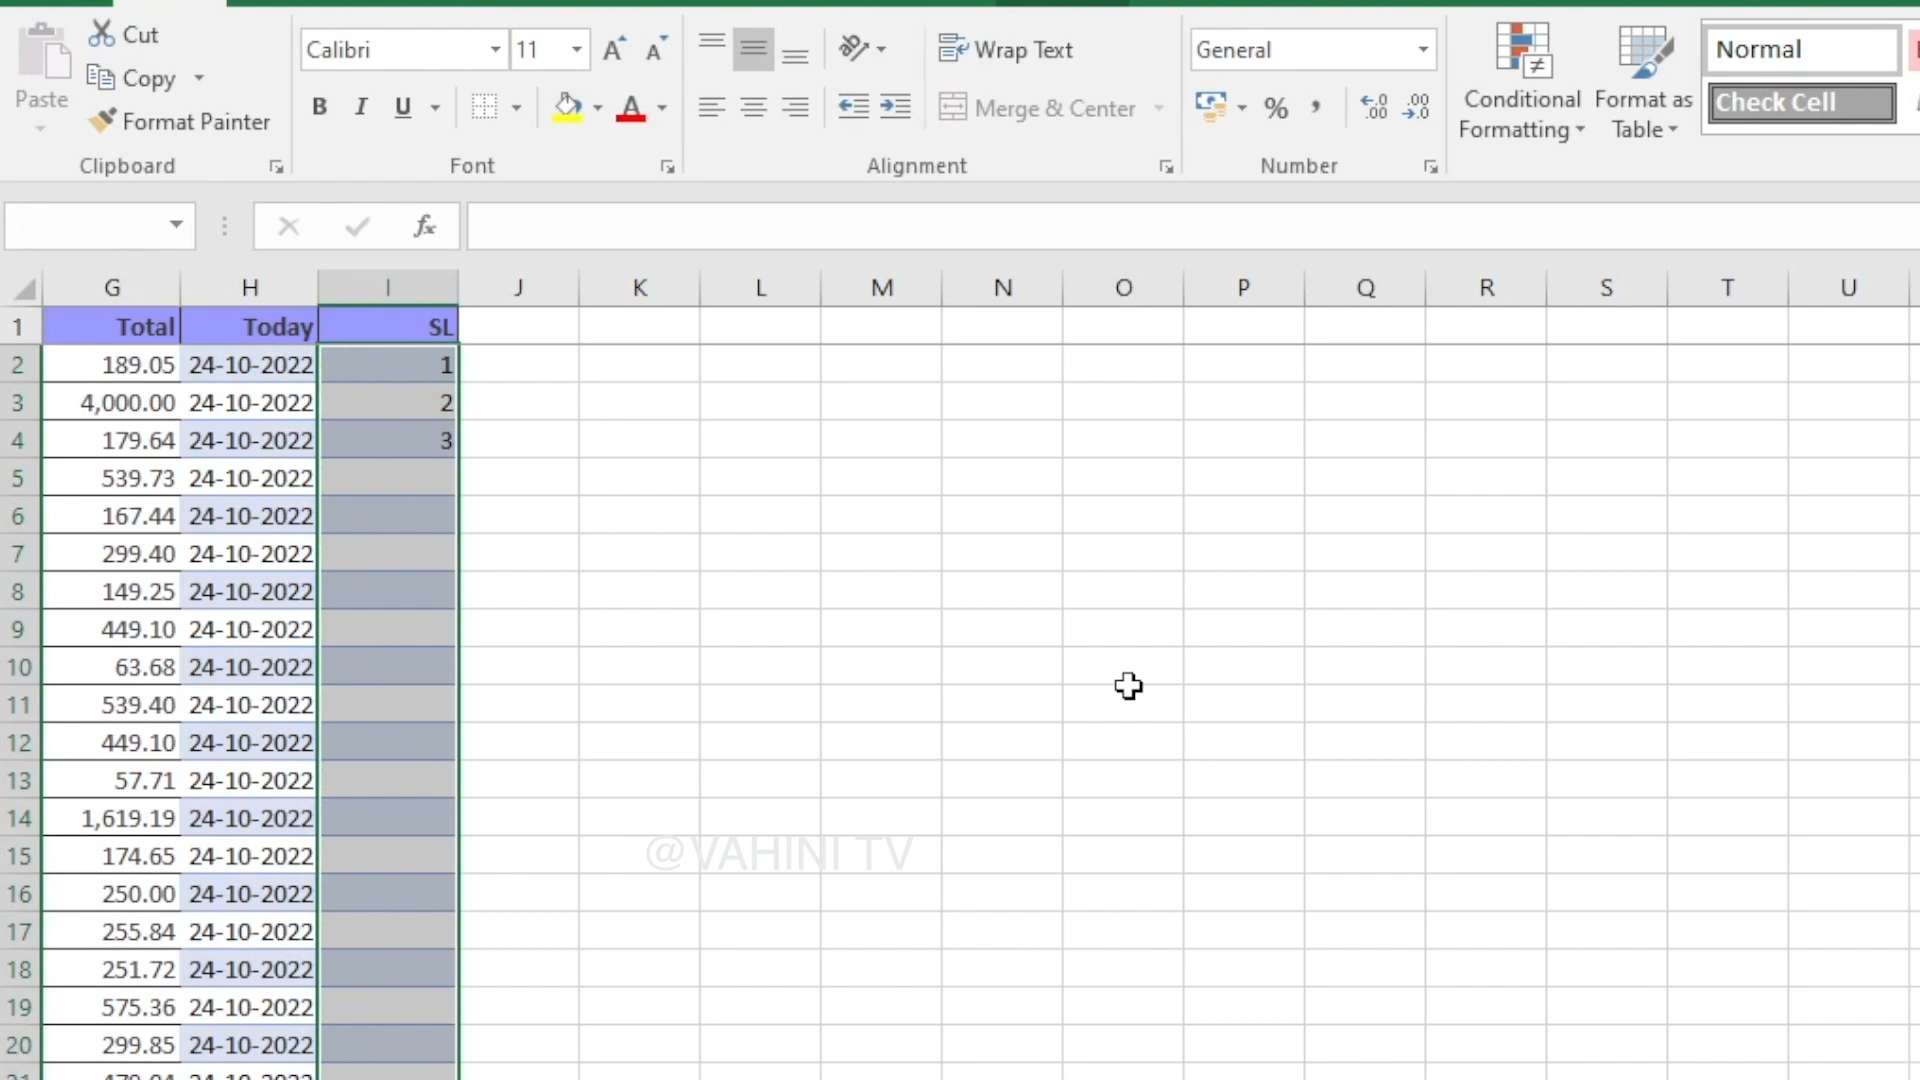 Cut
Copy
Paste
Format Painter
Clipboard
Calibri 11 A A
B I U A
Font
Wrap Text
Merge & Center
Alignment
General
% , .0 .00 .00 .0
Number
Conditional Formatting
Format as Table
Normal
Check Cell
fx
G H I J K L M N O P Q R S T U
1 Total Today SL
2 189.05 24-10-2022 1
3 4,000.00 24-10-2022 2
4 179.64 24-10-2022 3
5 539.73 24-10-2022
6 167.44 24-10-2022
7 299.40 24-10-2022
8 149.25 24-10-2022
9 449.10 24-10-2022
10 63.68 24-10-2022
11 539.40 24-10-2022
12 449.10 24-10-2022
13 57.71 24-10-2022
14 1,619.19 24-10-2022
15 174.65 24-10-2022
16 250.00 24-10-2022
17 255.84 24-10-2022
18 251.72 24-10-2022
19 575.36 24-10-2022
20 299.85 24-10-2022
@VAHINI TV